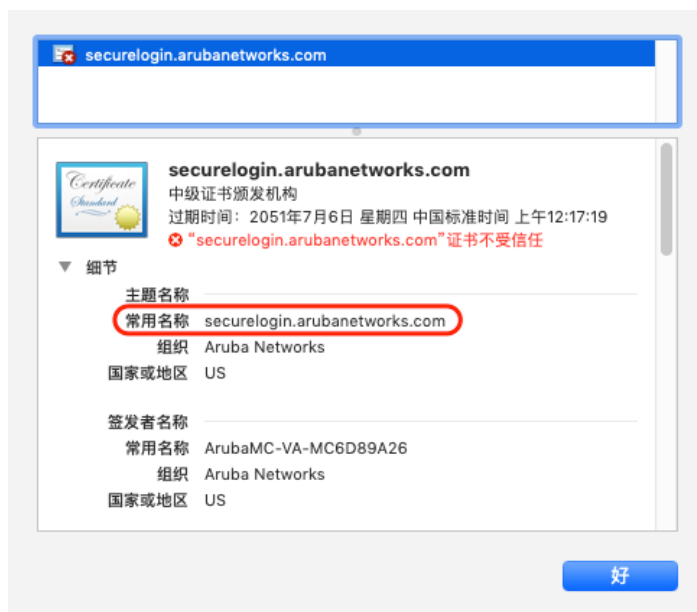 securelogin.arubanetworks.com
Certificate
Standard
securelogin.arubanetworks.com
中级证书颁发机构
过期时间：2051年7月6日 星期四 中国标准时间 上午12:17:19
“securelogin.arubanetworks.com”证书不受信任
细节
主题名称
常用名称 securelogin.arubanetworks.com
组织 Aruba Networks
国家或地区 US
签发者名称
常用名称 ArubaMC-VA-MC6D89A26
组织 Aruba Networks
国家或地区 US
好